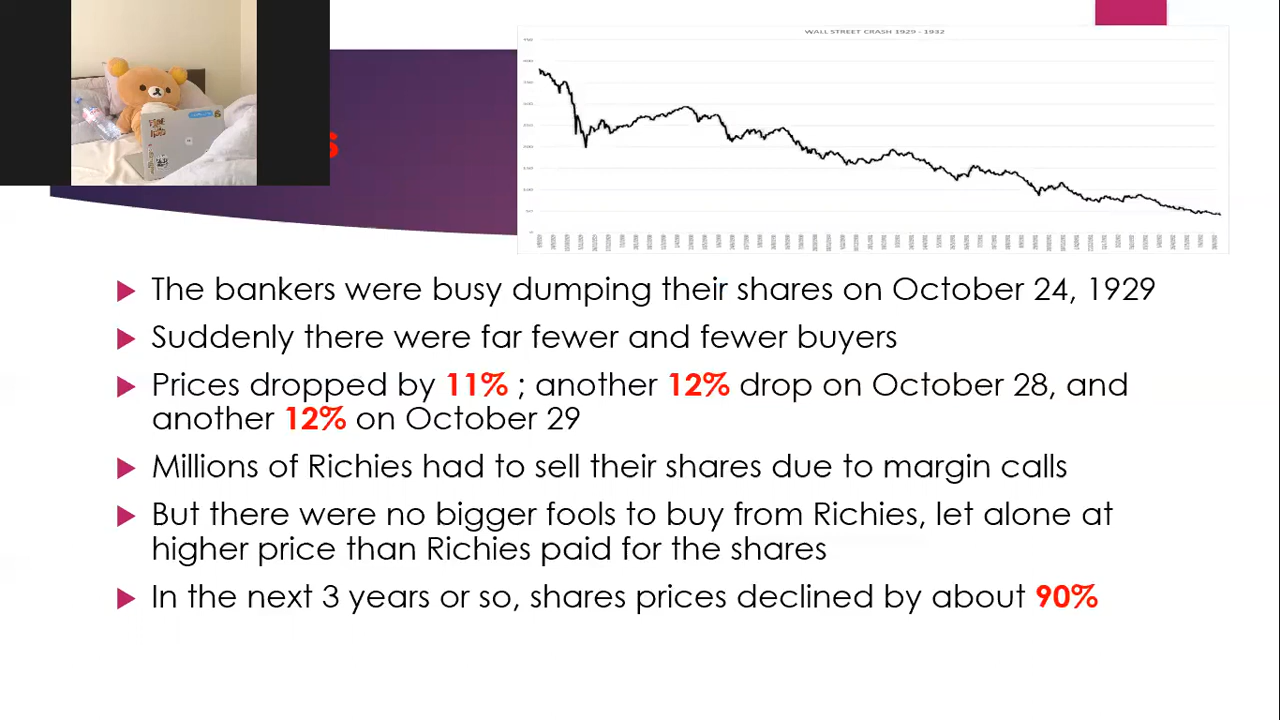 WALL STREET CRASH 1929 - 1932
s
The bankers were busy dumping their shares on October 24, 1929
Suddenly there were far fewer and fewer buyers
Prices dropped by 11% ; another 12% drop on October 28, and
another 12% on October 29
Millions of Richies had to sell their shares due to margin calls
But there were no bigger fools to buy from Richies, let alone at
higher price than Richies paid for the shares
In the next 3 years or so, shares prices declined by about 90%